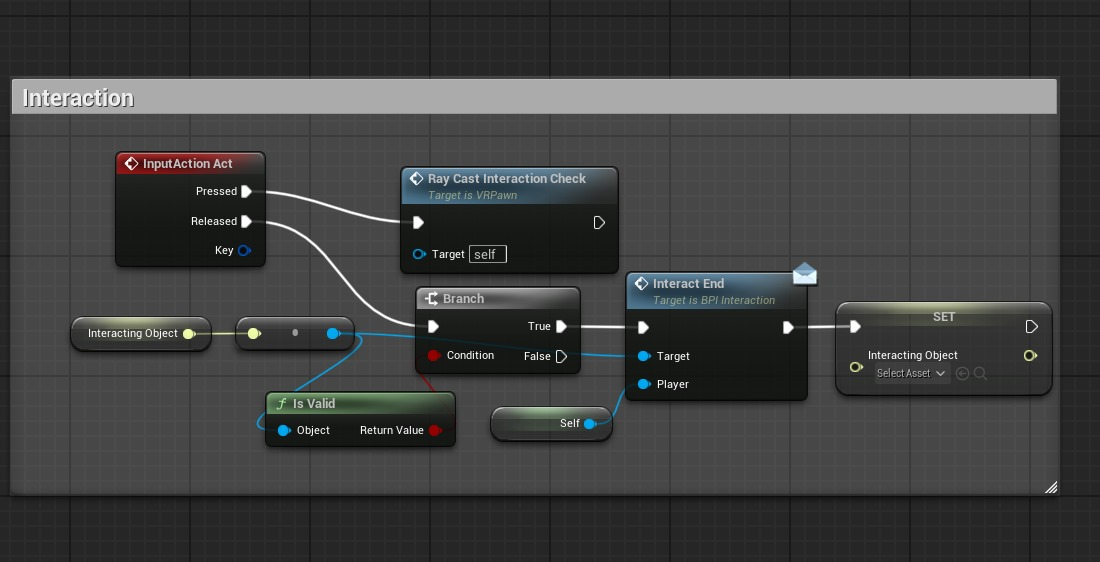 Interaction
InputAction Act
Pressed
Released
Key
Ray Cast Interaction Check
Target is VRPawn
Target self
Branch
True
Condition
False
Interact End
Target is BPI Interaction
Target
Player
SET
Interacting Object
Select Asset
Interacting Object
Is Valid
Object
Return Value
Self